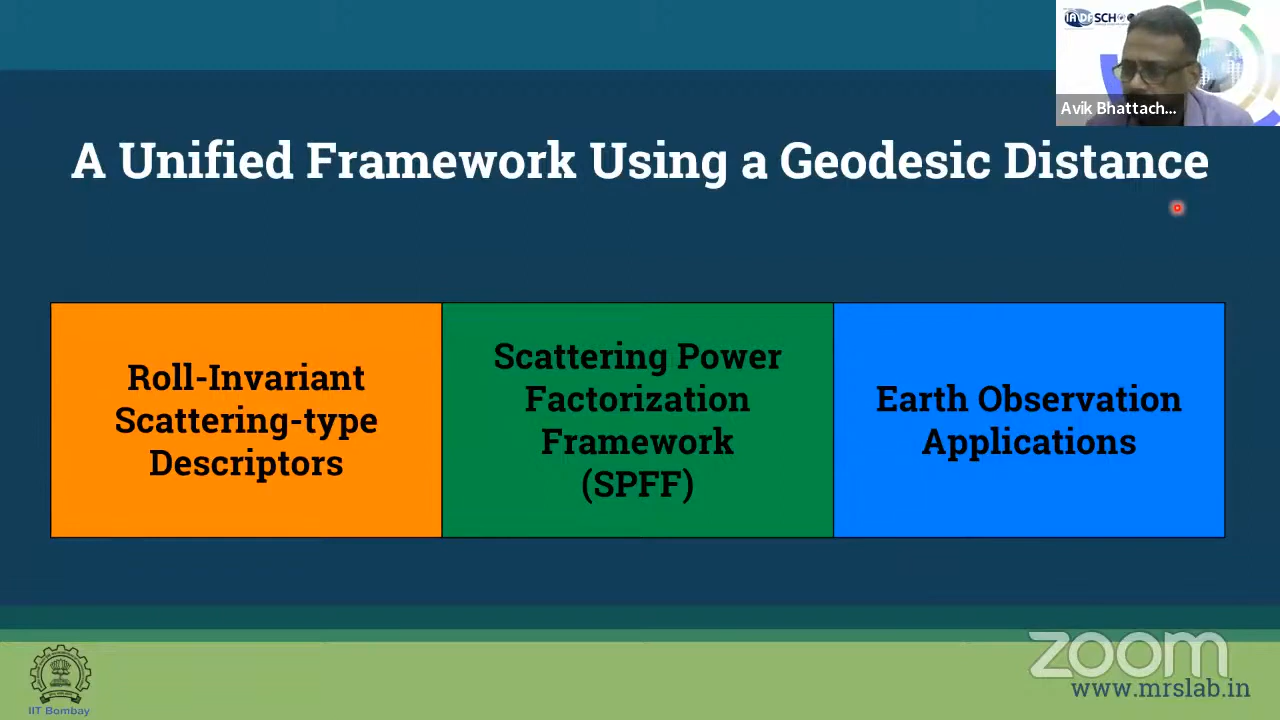 Avik Bhattach...
A Unified Framework Using a Geodesic Distance
Roll-Invariant
Scattering-type
Descriptors
Scattering Power
Factorization
Framework
(SPFF)
Earth Observation
Applications
zoom
www.mrslab.in
IIT Bombay